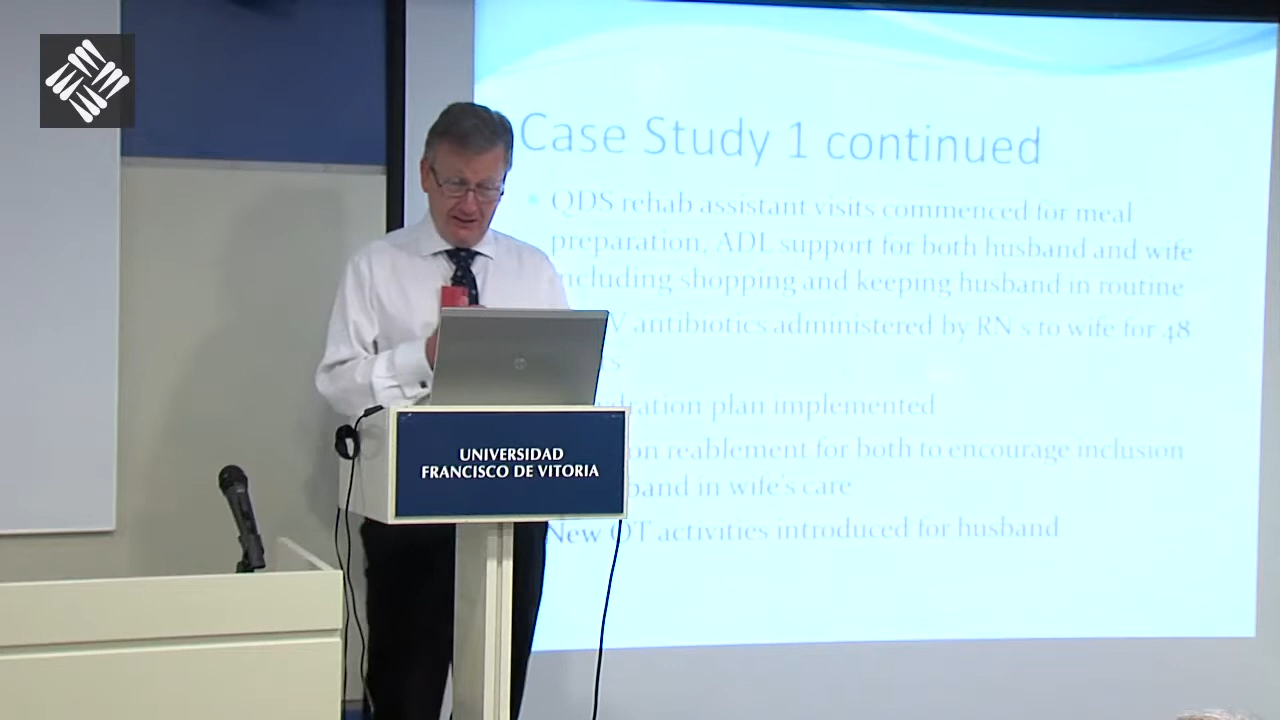 Case Study 1 continued
QDS rehab assistant visits commenced for meal
preparation, ADL support for both husband and wife
including shopping and keeping husband in routine
antibiotics administered by RN s to wife for 48
plan implemented
reablement for both to encourage inclusion
in wife's care
New OT activities introduced for husband
UNIVERSIDAD
FRANCISCO DE VITORIA